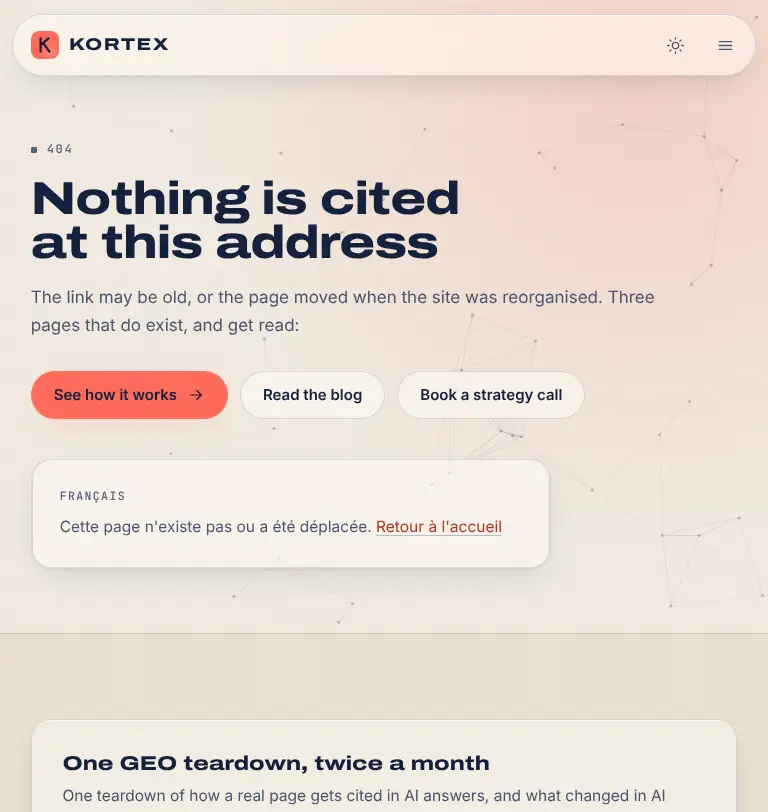 K KORTEX
404
Nothing is cited
at this address
The link may be old, or the page moved when the site was reorganised. Three
pages that do exist, and get read:
See how it works →
Read the blog
Book a strategy call
FRANÇAIS
Cette page n'existe pas ou a été déplacée. Retour à l'accueil
One GEO teardown, twice a month
One teardown of how a real page gets cited in AI answers, and what changed in AI